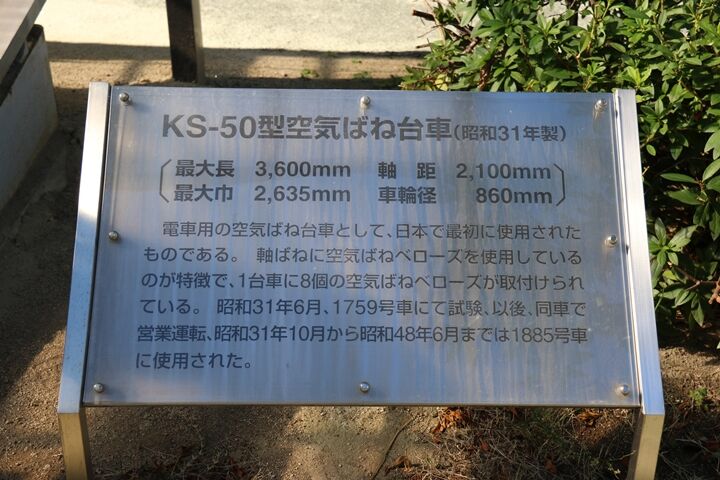 KS-50型空気ばね台車(昭和31年製)
最大長 3,600mm 軸 距 2,100mm
最大巾 2,635mm 車輪径 860mm
電車用の空気ばね台車として、日本で最初に使用された
ものである。 軸ばねに空気ばねベローズを使用している
のが特徴で、1台車に8個の空気ばねベローズが取付けられ
ている。 昭和31年6月、1759号車にて試験、以後、同車で
営業運転、昭和31年10月から昭和48年6月までは1885号車
に使用された。